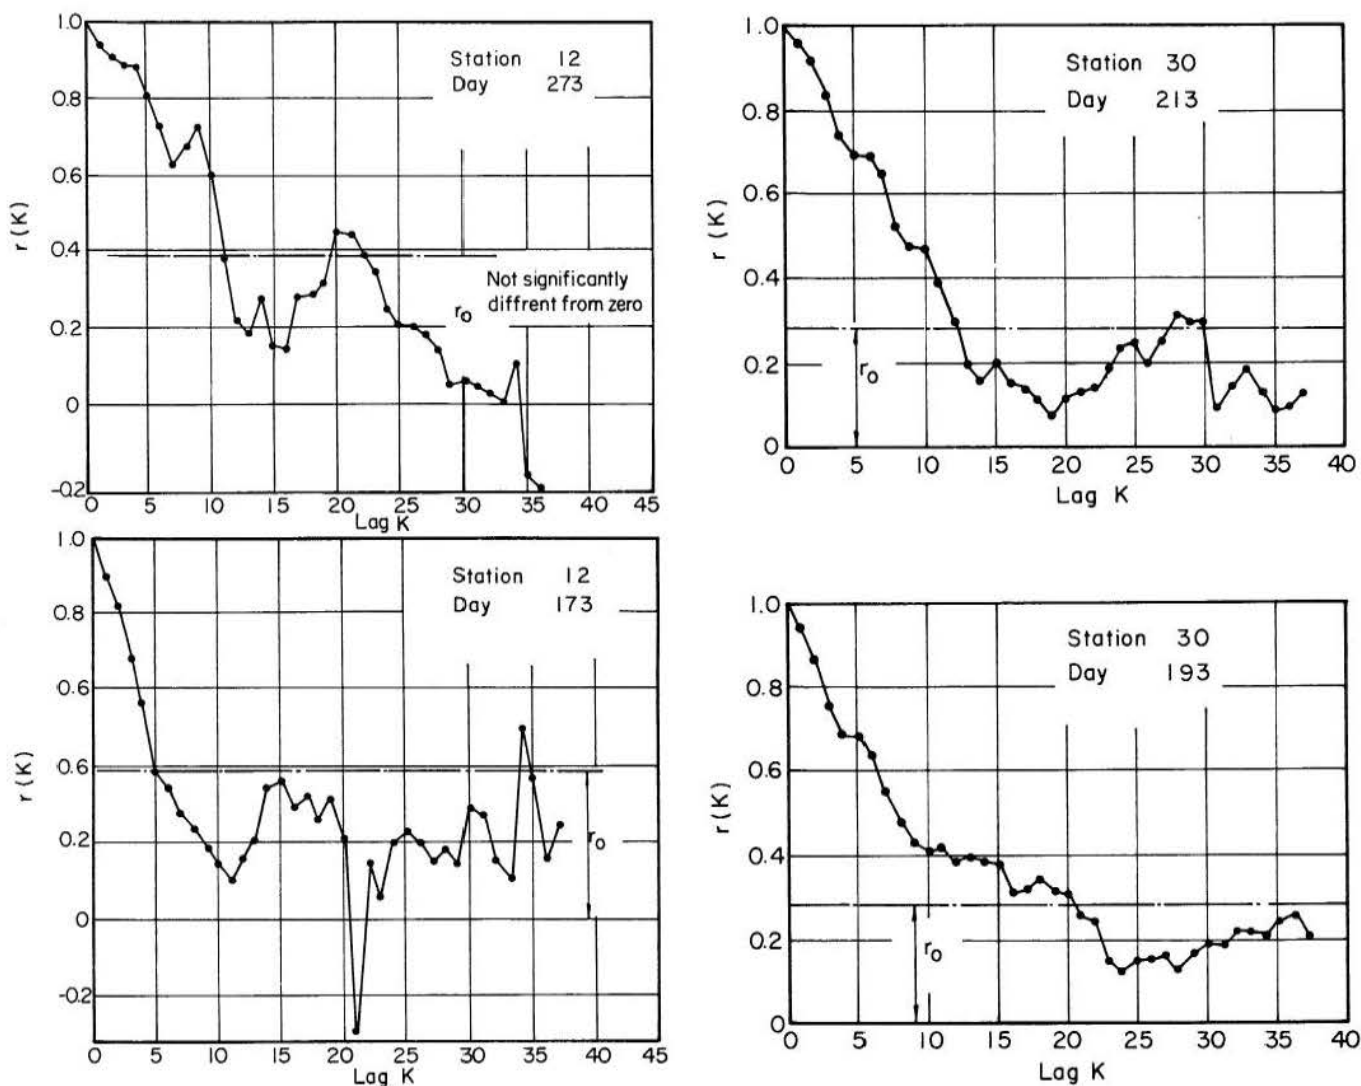 1.0
0.8
0.6
0.4
0.2
0
-0.2
r (K)
Station 12
Day 273
Not significantly
diffrent from zero
ro
0 5 10 15 20 25 30 35 40 45
Lag K
1.0
0.8
0.6
0.4
0.2
0
r (K)
Station 30
Day 213
ro
0 5 10 15 20 25 30 35 40
Lag K
1.0
0.8
0.6
0.6
0.2
0
-0.2
r (K)
Station 12
Day 173
ro
0 5 10 15 20 25 30 35 40 45
Lag K
1.0
0.8
0.6
0.4
0.2
0
r (K)
Station 30
Day 193
ro
0 5 10 15 20 25 30 35 40
Lag K